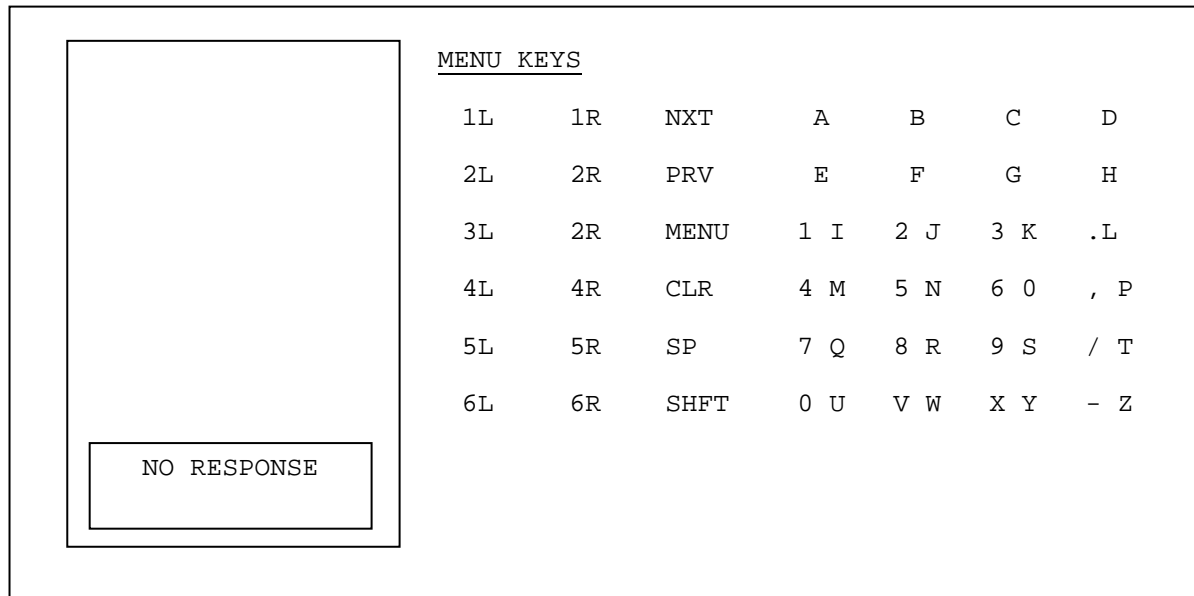 MENU KEYS
1L 1R NXT A B C D
2L 2R PRV E F G H
3L 2R MENU 1 I 2 J 3 K .L
4L 4R CLR 4 M 5 N 6 0 , P
5L 5R SP 7 Q 8 R 9 S / T
6L 6R SHFT 0 U V W X Y - Z
NO RESPONSE